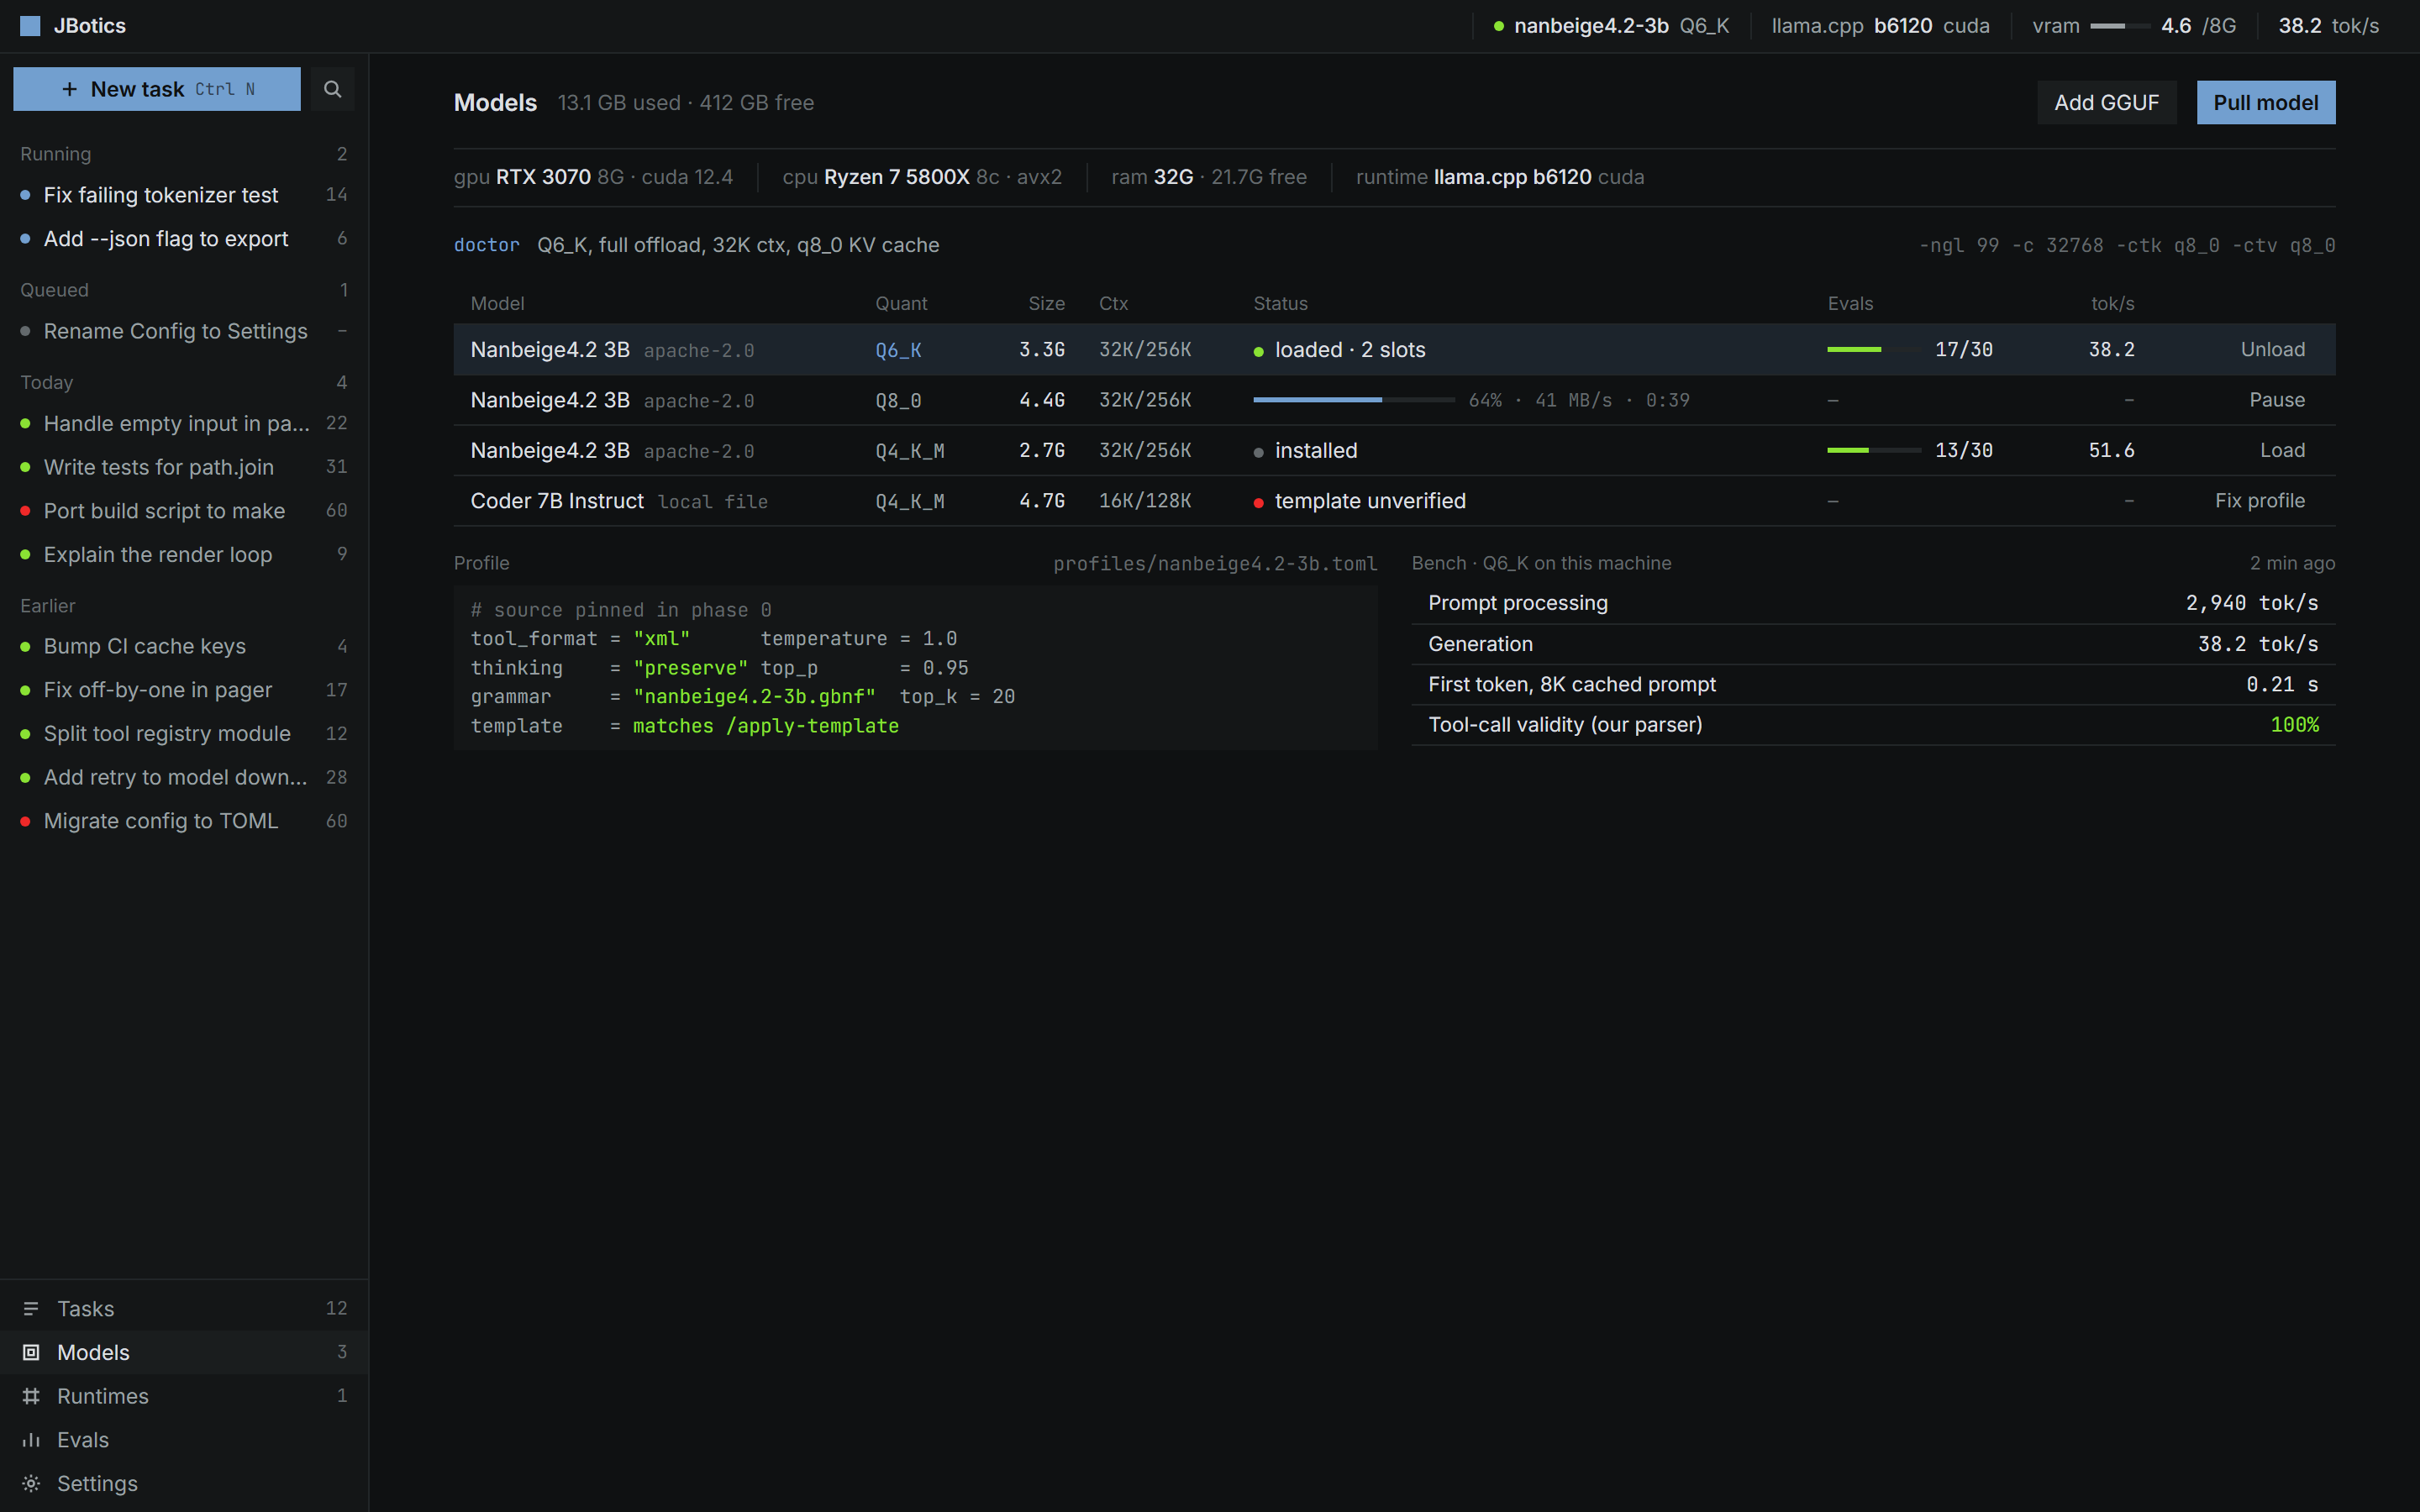 JBotics
nanbeige4.2-3b Q6_K llama.cpp b6120 cuda vram 4.6 /8G 38.2 tok/s
+ New task Ctrl N
Running 2
Fix failing tokenizer test 14
Add --json flag to export 6
Queued 1
Rename Config to Settings –
Today 4
Handle empty input in pa... 22
Write tests for path.join 31
Port build script to make 60
Explain the render loop 9
Earlier
Bump CI cache keys 4
Fix off-by-one in pager 17
Split tool registry module 12
Add retry to model down... 28
Migrate config to TOML 60
Tasks 12
Models 3
Runtimes 1
Evals
Settings
Models 13.1 GB used · 412 GB free Add GGUF Pull model
gpu RTX 3070 8G · cuda 12.4 cpu Ryzen 7 5800X 8c · avx2 ram 32G · 21.7G free runtime llama.cpp b6120 cuda
doctor Q6_K, full offload, 32K ctx, q8_0 KV cache -ngl 99 -c 32768 -ctk q8_0 -ctv q8_0
Model Quant Size Ctx Status Evals tok/s
Nanbeige4.2 3B apache-2.0 Q6_K 3.3G 32K/256K loaded · 2 slots 17/30 38.2 Unload
Nanbeige4.2 3B apache-2.0 Q8_0 4.4G 32K/256K 64% · 41 MB/s · 0:39 – – Pause
Nanbeige4.2 3B apache-2.0 Q4_K_M 2.7G 32K/256K installed 13/30 51.6 Load
Coder 7B Instruct local file Q4_K_M 4.7G 16K/128K template unverified – – Fix profile
Profile profiles/nanbeige4.2-3b.toml
# source pinned in phase 0
tool_format = "xml" temperature = 1.0
thinking = "preserve" top_p = 0.95
grammar = "nanbeige4.2-3b.gbnf" top_k = 20
template = matches /apply-template
Bench · Q6_K on this machine 2 min ago
Prompt processing 2,940 tok/s
Generation 38.2 tok/s
First token, 8K cached prompt 0.21 s
Tool-call validity (our parser) 100%